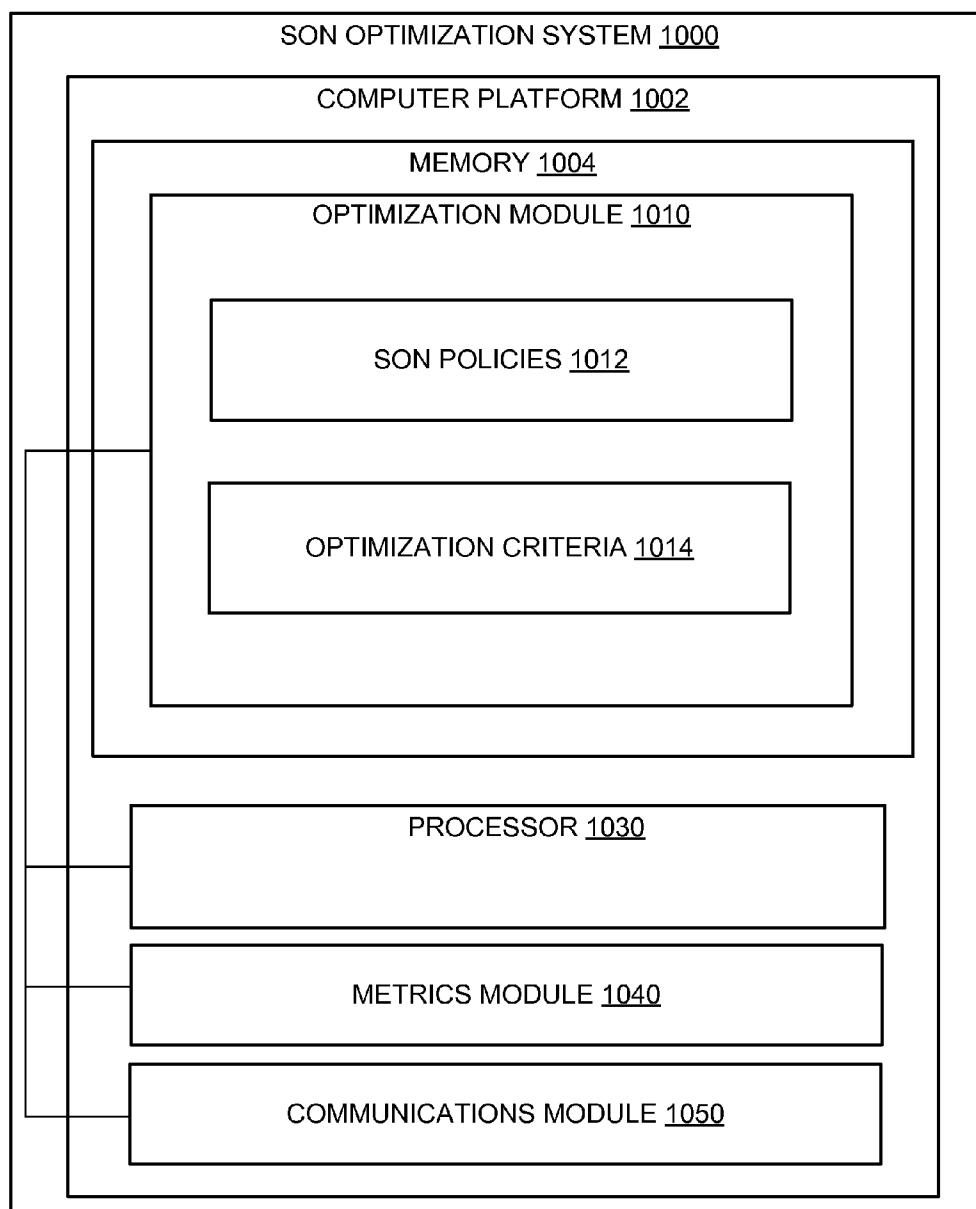 SON OPTIMIZATION SYSTEM 1000
COMPUTER PLATFORM 1002
MEMORY 1004
OPTIMIZATION MODULE 1010
SON POLICIES 1012
OPTIMIZATION CRITERIA 1014
PROCESSOR 1030
METRICS MODULE 1040
COMMUNICATIONS MODULE 1050